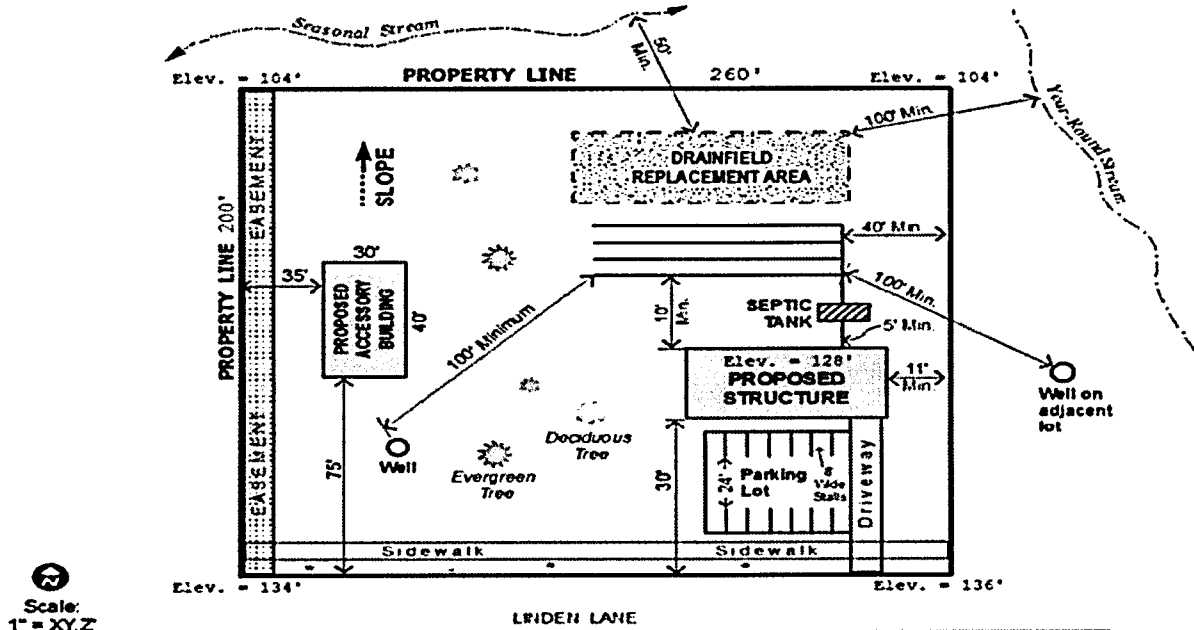 Seasonal Stream
50' Min.
Elev. = 104'
PROPERTY LINE 260'
Elev. = 104'
Year-Round Stream
100' Min.
DRAINFIELD
REPLACEMENT AREA
EASEMENT
SLOPE
PROPERTY LINE 200'
40' Min
35'
30'
PROPOSED
ACCESSORY
BUILDING
40'
100' Minimum
10' Min.
SEPTIC
TANK
5' Min.
100' Min.
Elev. = 128'
PROPOSED
STRUCTURE
11'
Min.
Well on
adjacent
lot
EASEMENT
75'
Well
Deciduous
Tree
Evergreen
Tree
30'
24'
Parking
Lot
8'
Wide
Stalls
Driveway
Sidewalk
Sidewalk
Elev. = 134'
Elev. = 136'
N
Scale:
1" = XY.Z'
LINDEN LANE